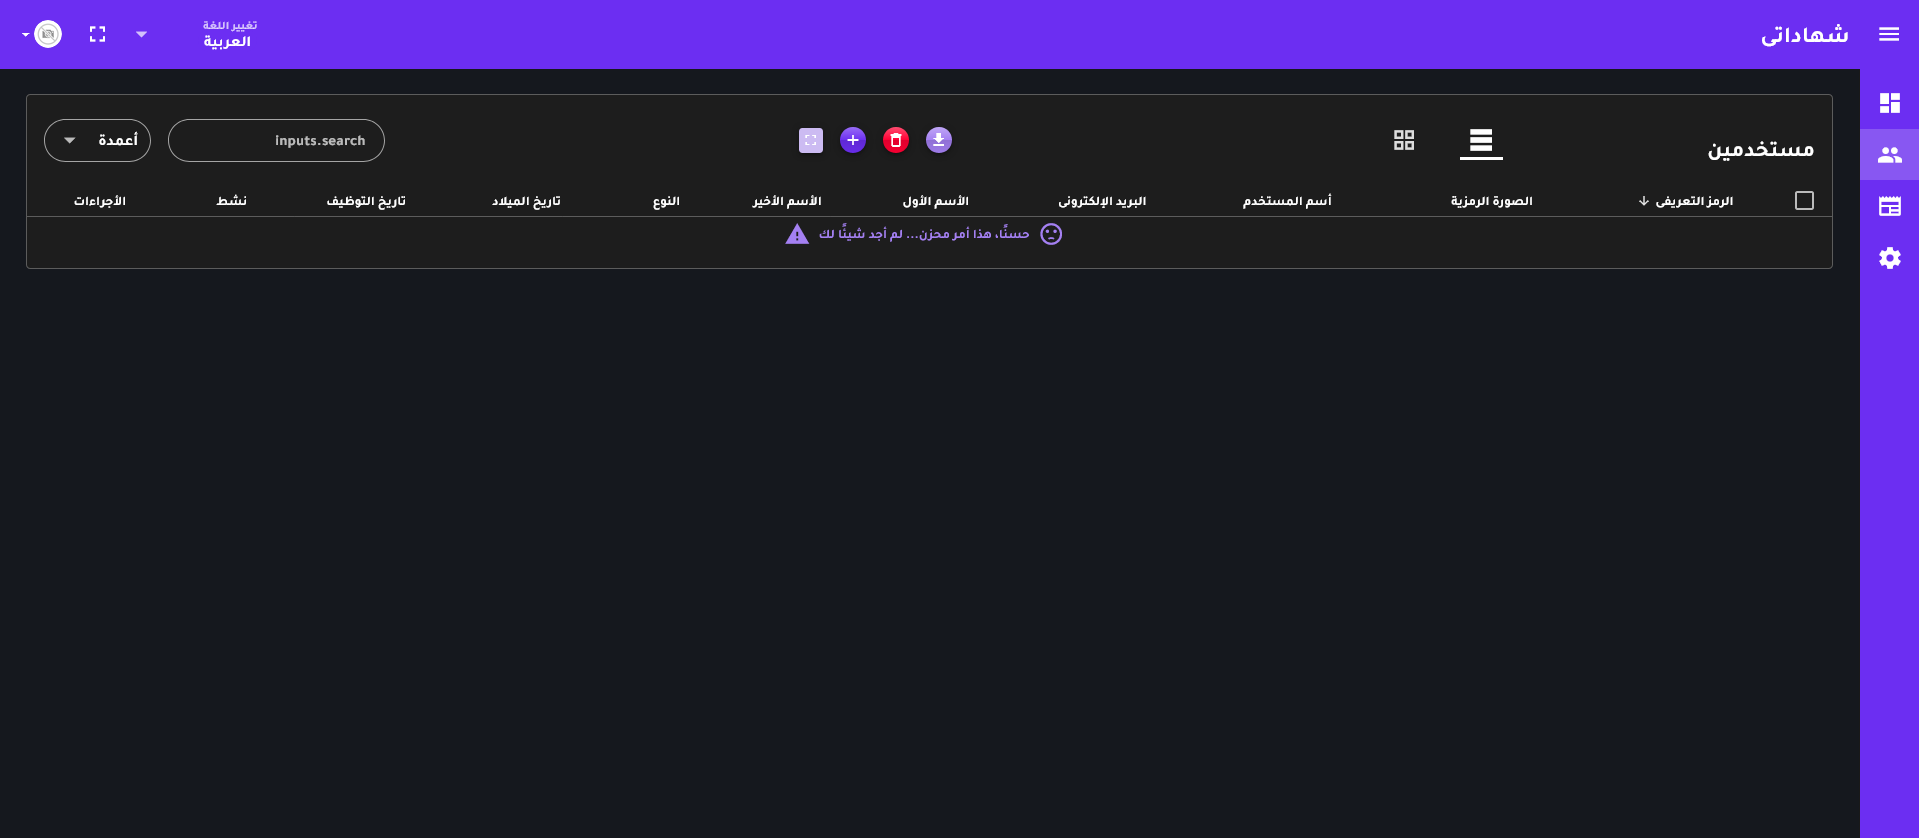 شهاداتى
تغيير اللغة
العربية
مستخدمين
inputs.search
أعمدة
الرمز التعريفى
الصورة الرمزية
أسم المستخدم
البريد الإلكترونى
الأسم الأول
الأسم الأخير
النوع
تاريخ الميلاد
تاريخ التوظيف
نشط
الأجراءات
حسنًا، هذا أمر محزن... لم أجد شيئًا لك